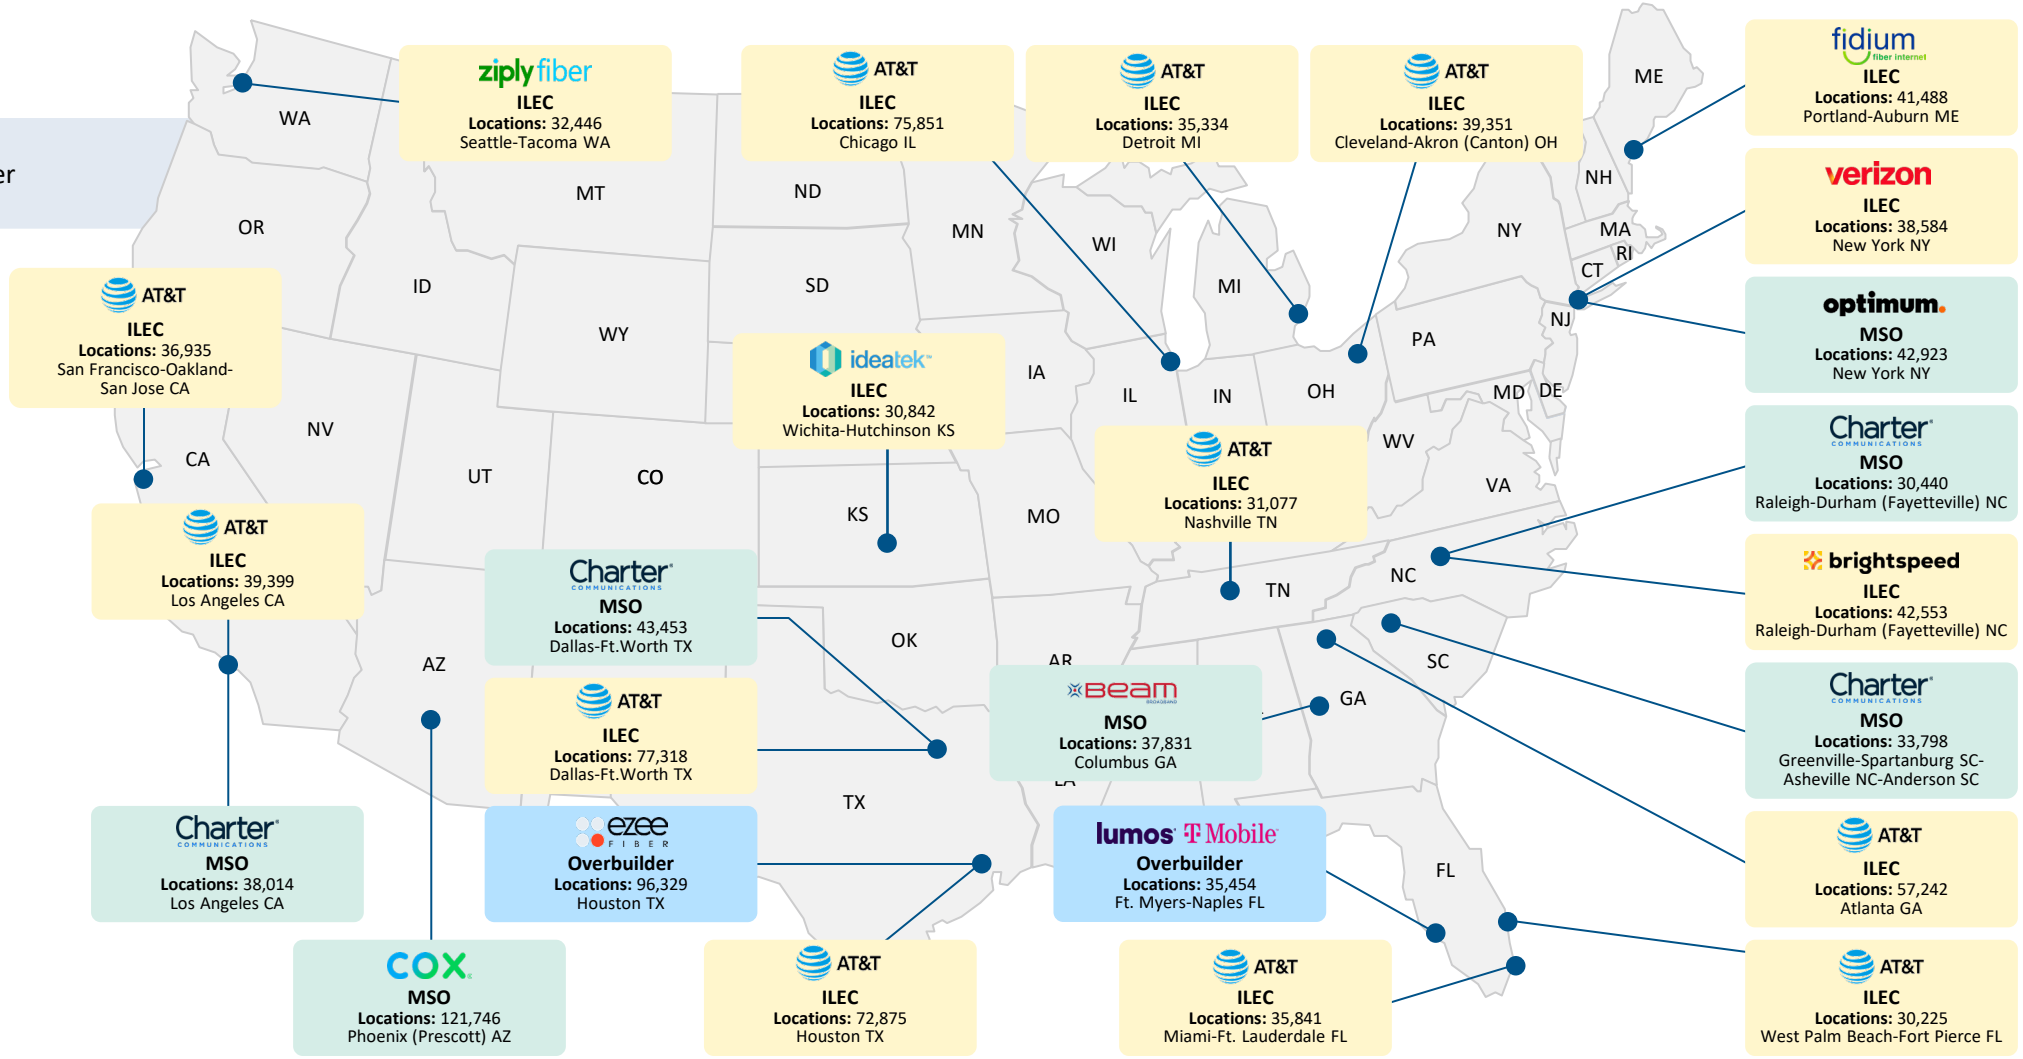 er
WA
OR
CA
NV
ID
MT
WY
UT
CO
AZ
ND
SD
KS
OK
TX
MN
IA
MO
AR
LA
WI
IL
MI
IN
OH
TN
WV
VA
NC
SC
GA
FL
PA
NY
NJ
MD
DE
CT
RI
MA
NH
ME
ziply fiber
ILEC
Locations: 32,446
Seattle-Tacoma WA
AT&T
ILEC
Locations: 75,851
Chicago IL
AT&T
ILEC
Locations: 35,334
Detroit MI
AT&T
ILEC
Locations: 39,351
Cleveland-Akron (Canton) OH
fidium
fiber internet
ILEC
Locations: 41,488
Portland-Auburn ME
verizon
ILEC
Locations: 38,584
New York NY
optimum.
MSO
Locations: 42,923
New York NY
Charter
COMMUNICATIONS
MSO
Locations: 30,440
Raleigh-Durham (Fayetteville) NC
brightspeed
ILEC
Locations: 42,553
Raleigh-Durham (Fayetteville) NC
Charter
COMMUNICATIONS
MSO
Locations: 33,798
Greenville-Spartanburg SC-
Asheville NC-Anderson SC
AT&T
ILEC
Locations: 57,242
Atlanta GA
AT&T
ILEC
Locations: 30,225
West Palm Beach-Fort Pierce FL
AT&T
ILEC
Locations: 36,935
San Francisco-Oakland-
San Jose CA
AT&T
ILEC
Locations: 39,399
Los Angeles CA
Charter
COMMUNICATIONS
MSO
Locations: 38,014
Los Angeles CA
COX
MSO
Locations: 121,746
Phoenix (Prescott) AZ
ideatek
ILEC
Locations: 30,842
Wichita-Hutchinson KS
AT&T
ILEC
Locations: 31,077
Nashville TN
Charter
COMMUNICATIONS
MSO
Locations: 43,453
Dallas-Ft.Worth TX
AT&T
ILEC
Locations: 77,318
Dallas-Ft.Worth TX
ezee
FIBER
Overbuilder
Locations: 96,329
Houston TX
AT&T
ILEC
Locations: 72,875
Houston TX
BEAM
BROADBAND
MSO
Locations: 37,831
Columbus GA
lumos T Mobile
Overbuilder
Locations: 35,454
Ft. Myers-Naples FL
AT&T
ILEC
Locations: 35,841
Miami-Ft. Lauderdale FL